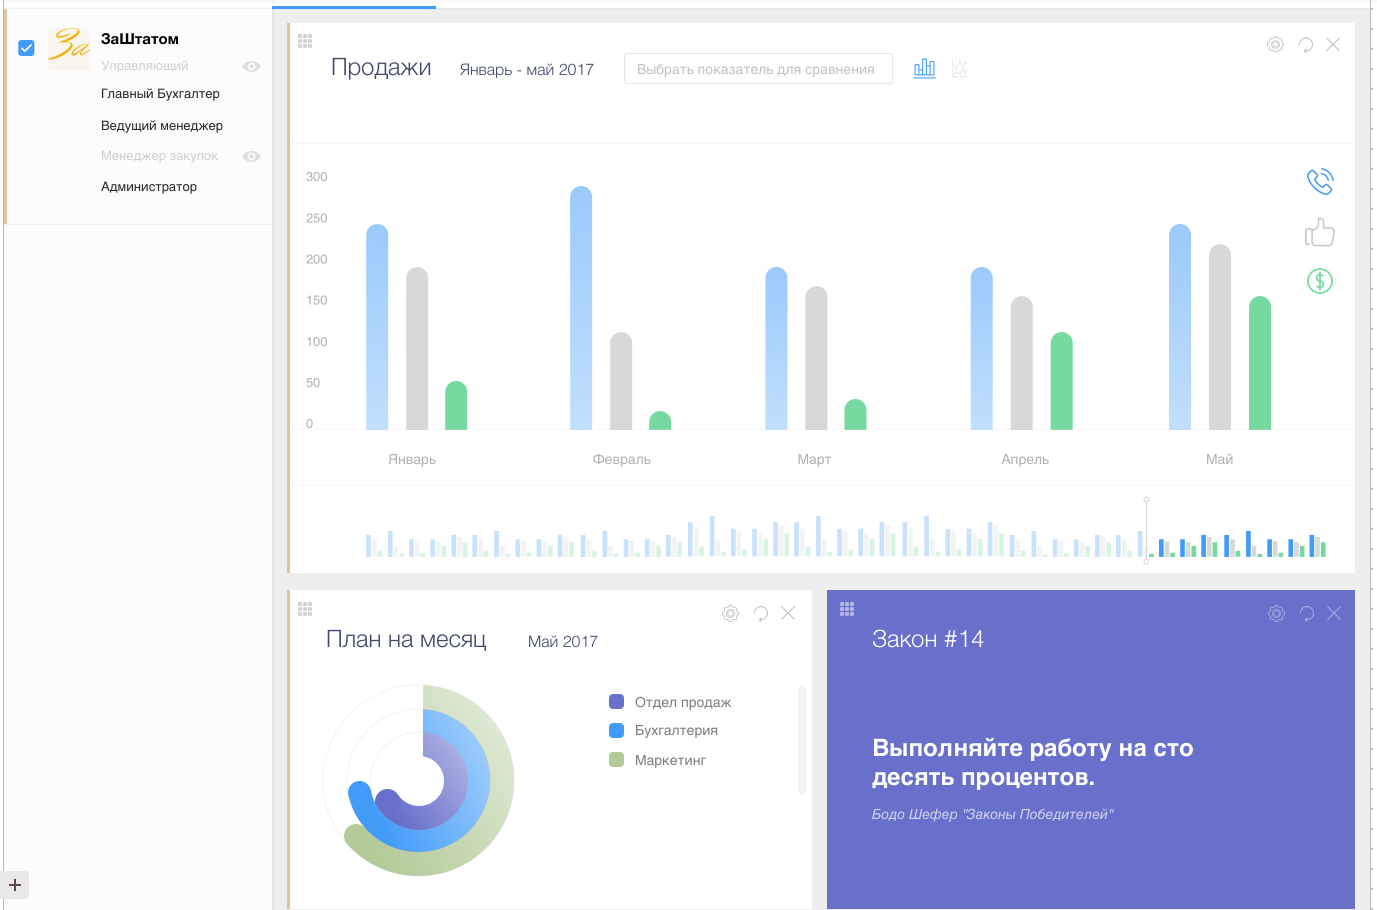 За
ЗаШтатом
Управляющий
Главный Бухгалтер
Ведущий менеджер
Менеджер закупок
Администратор
Продажи
Январь - май 2017
Выбрать показатель для сравнения
300
250
200
150
100
50
0
$
Январь
Февраль
Март
Апрель
Май
План на месяц
Май 2017
Отдел продаж
Бухгалтерия
Маркетинг
Закон #14
Выполняйте работу на сто
десять процентов.
Бодо Шефер "Законы Победителей"